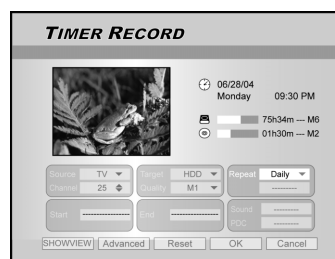 TIMER RECORD
06/28/04
Monday 09:30 PM
75h34m --- M6
01h30m --- M2
Source TV Target HDD Repeat Daily
Channel 25 Quality M1 ---------
Start --------------- End --------------- Sound ---------
PDC ---------
SHOWVIEW Advanced Reset OK Cancel